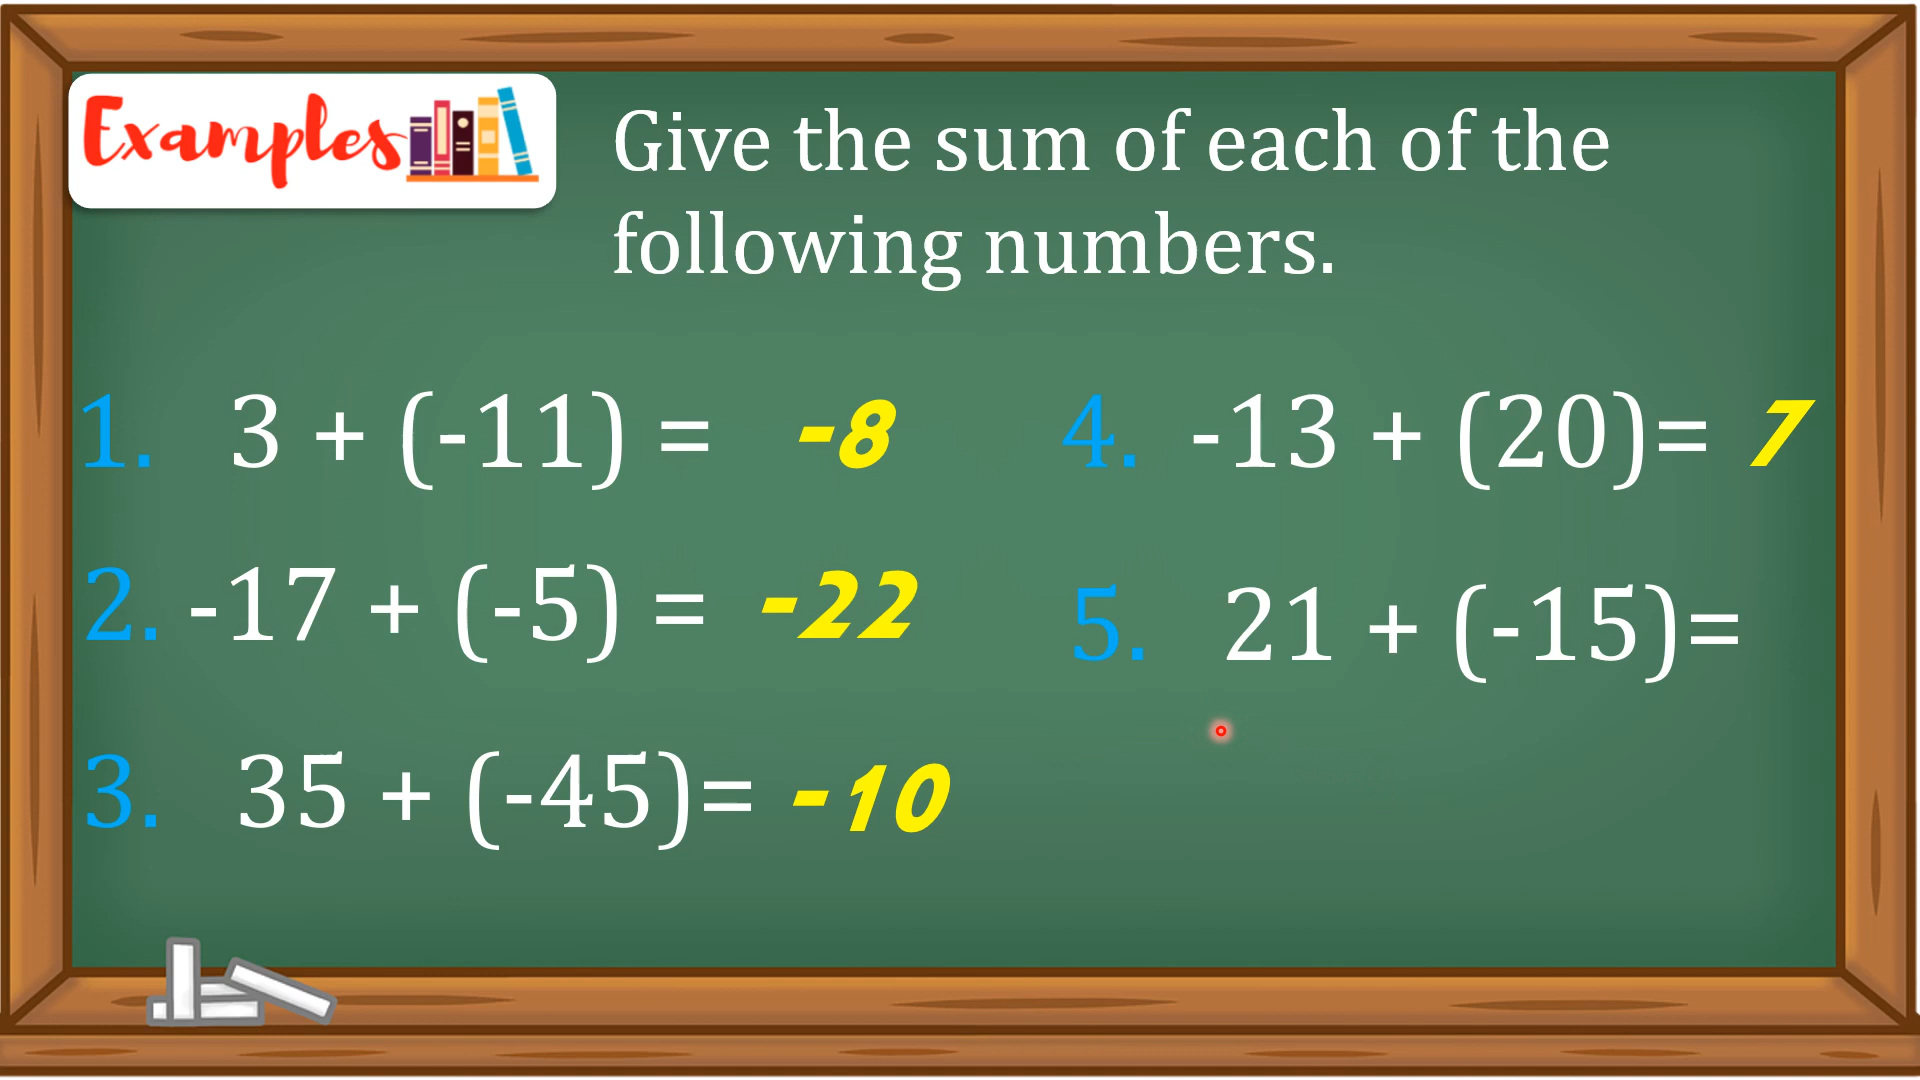 Examples
Give the sum of each of the
following numbers.
1. 3 + (-11) = -8
2. -17 + (-5) = -22
3. 35 + (-45)= -10
4. -13 + (20)= 7
5. 21 + (-15)=